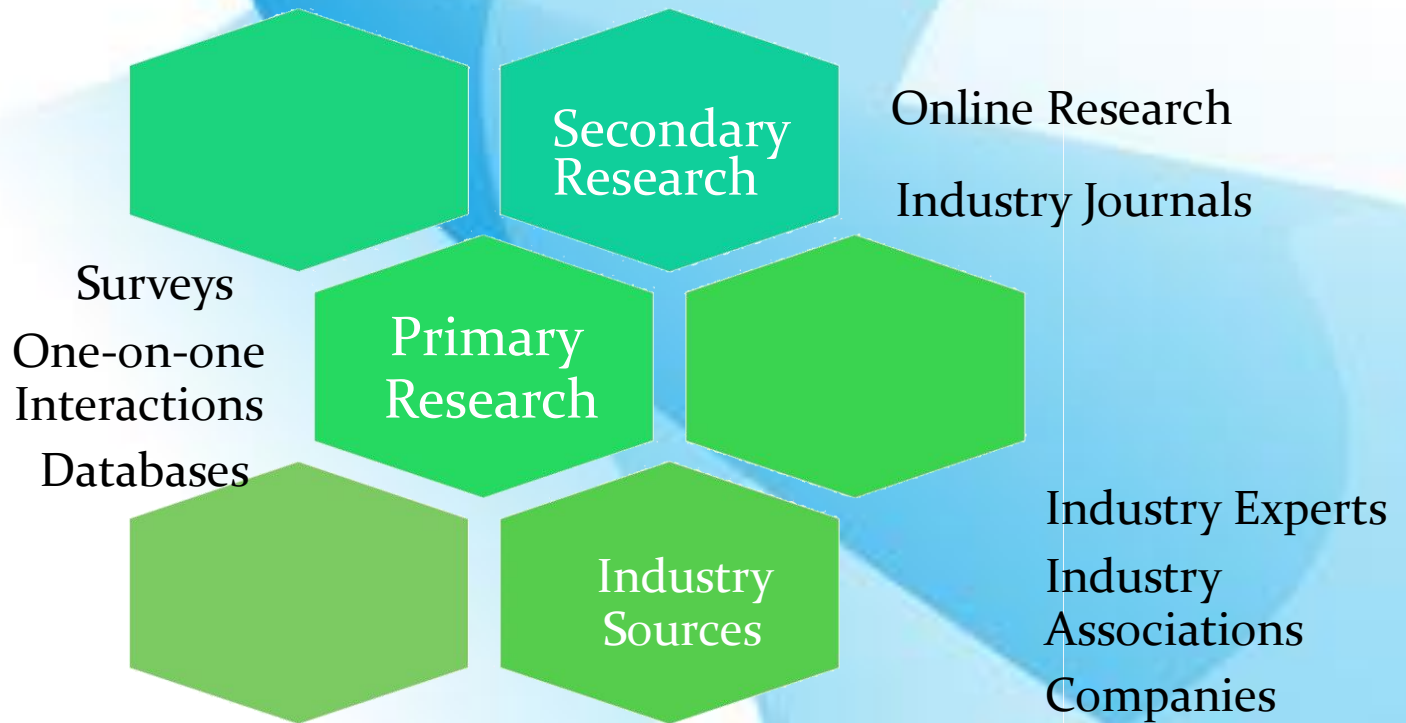 Secondary
Research
Online Research
Industry Journals
Surveys
One-on-one
Interactions
Databases
Primary
Research
Industry
Sources
Industry Experts
Industry
Associations
Companies